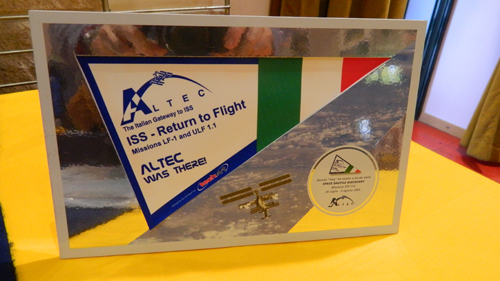 ALTEC
The Italian Gateway to ISS
ISS - Return to Flight
Missions LF-1 and ULF 1.1
ALTEC
WAS THERE!
SPACE SHUTTLE DISCOVERY
ALTEC